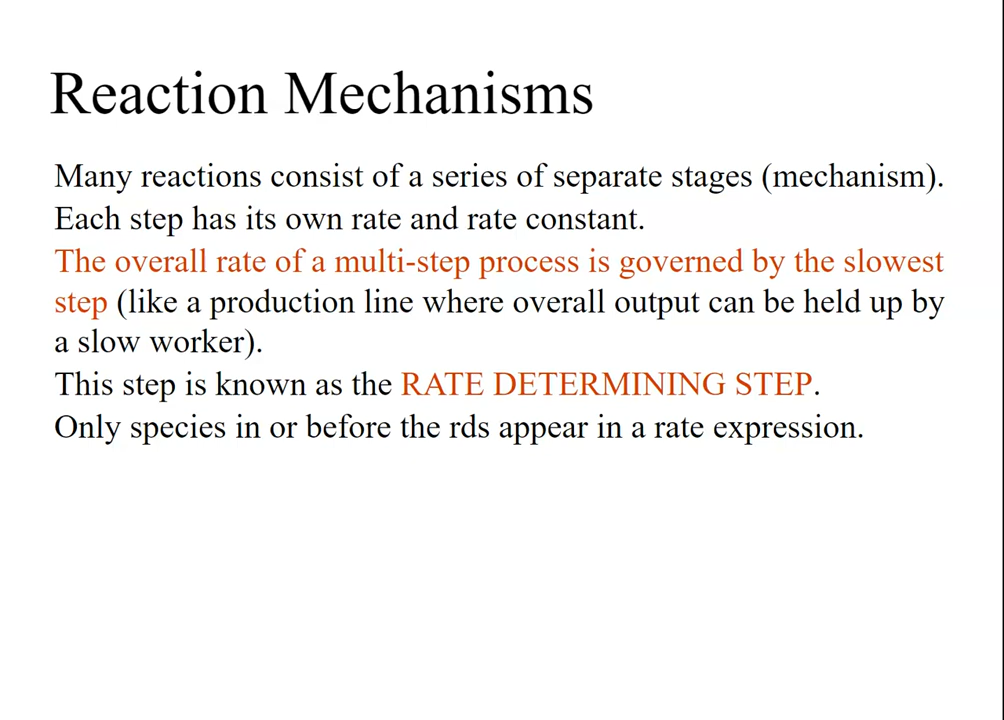 Reaction Mechanisms
Many reactions consist of a series of separate stages (mechanism).
Each step has its own rate and rate constant.
The overall rate of a multi-step process is governed by the slowest
step (like a production line where overall output can be held up by
a slow worker).
This step is known as the RATE DETERMINING STEP.
Only species in or before the rds appear in a rate expression.